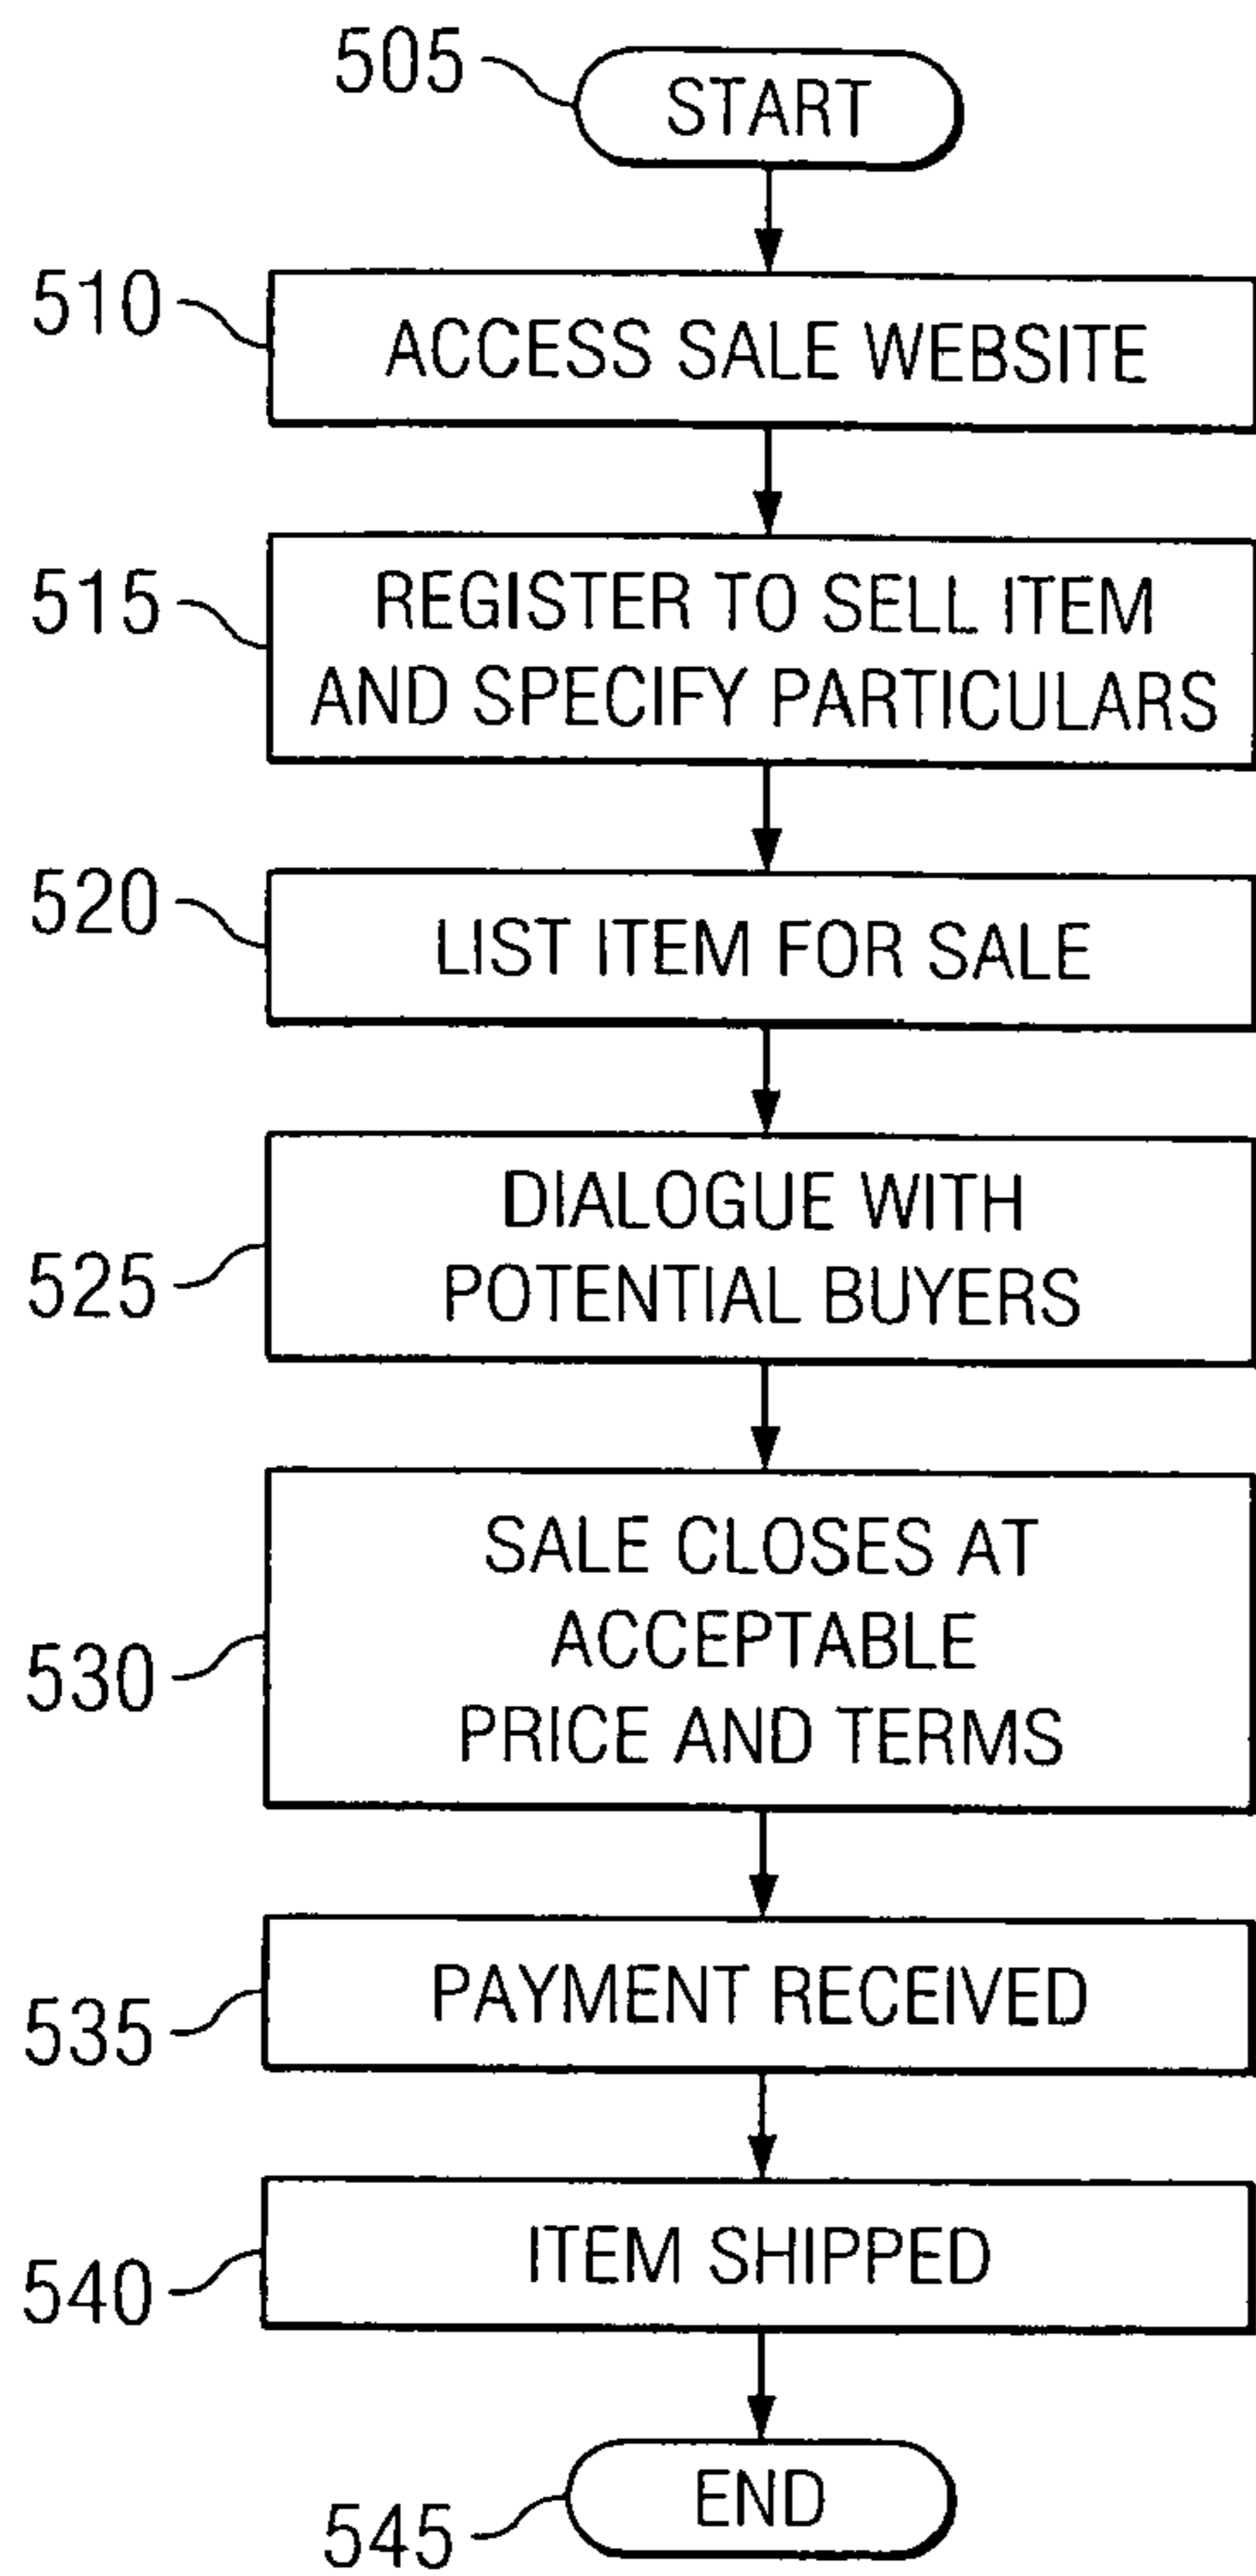 505
START
510
ACCESS SALE WEBSITE
515
REGISTER TO SELL ITEM
AND SPECIFY PARTICULARS
520
LIST ITEM FOR SALE
525
DIALOGUE WITH
POTENTIAL BUYERS
530
SALE CLOSES AT
ACCEPTABLE
PRICE AND TERMS
535
PAYMENT RECEIVED
540
ITEM SHIPPED
545
END